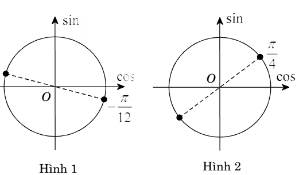 sin
cos
O
-π/12
Hình 1
sin
π/4
cos
O
Hình 2